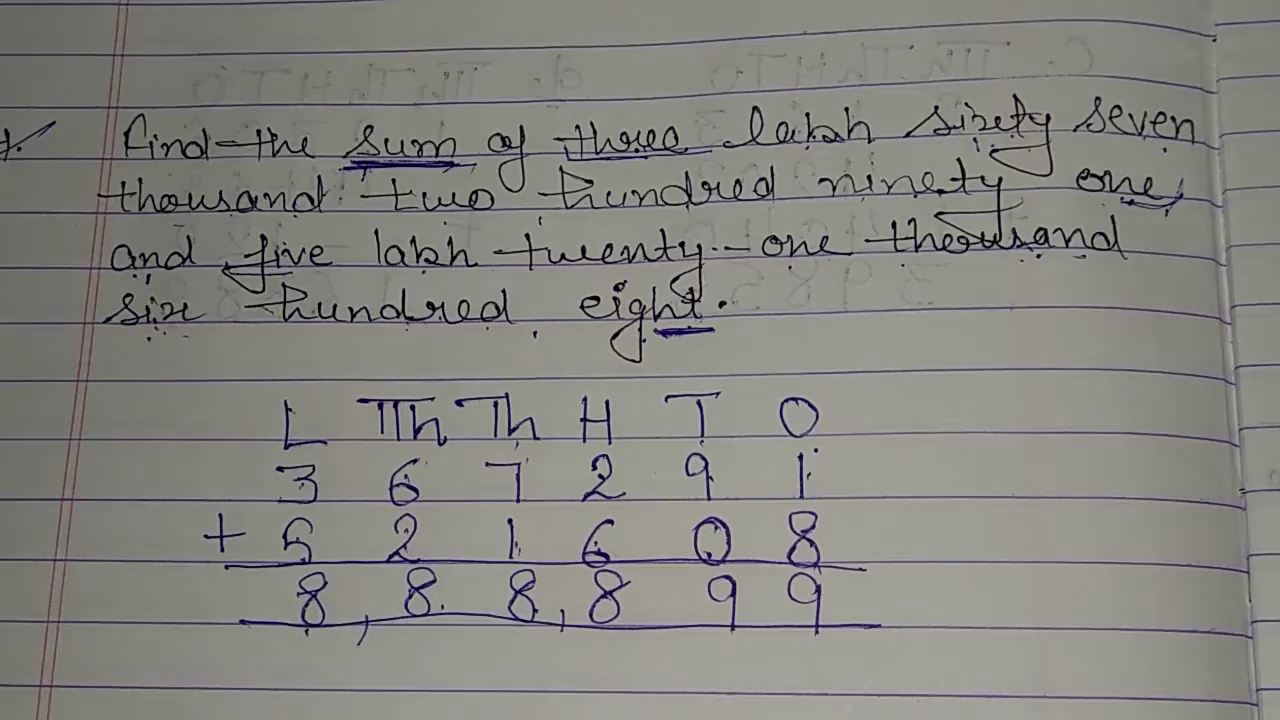 1. Find the sum of three lakh sixty seven
thousand two hundred ninety one
and five lakh twenty-one thousand
six hundred eight.
L TTh Th H T O
3 6 7 2 9 1
+ 5 2 1 6 0 8
8, 8 8, 8 9 9